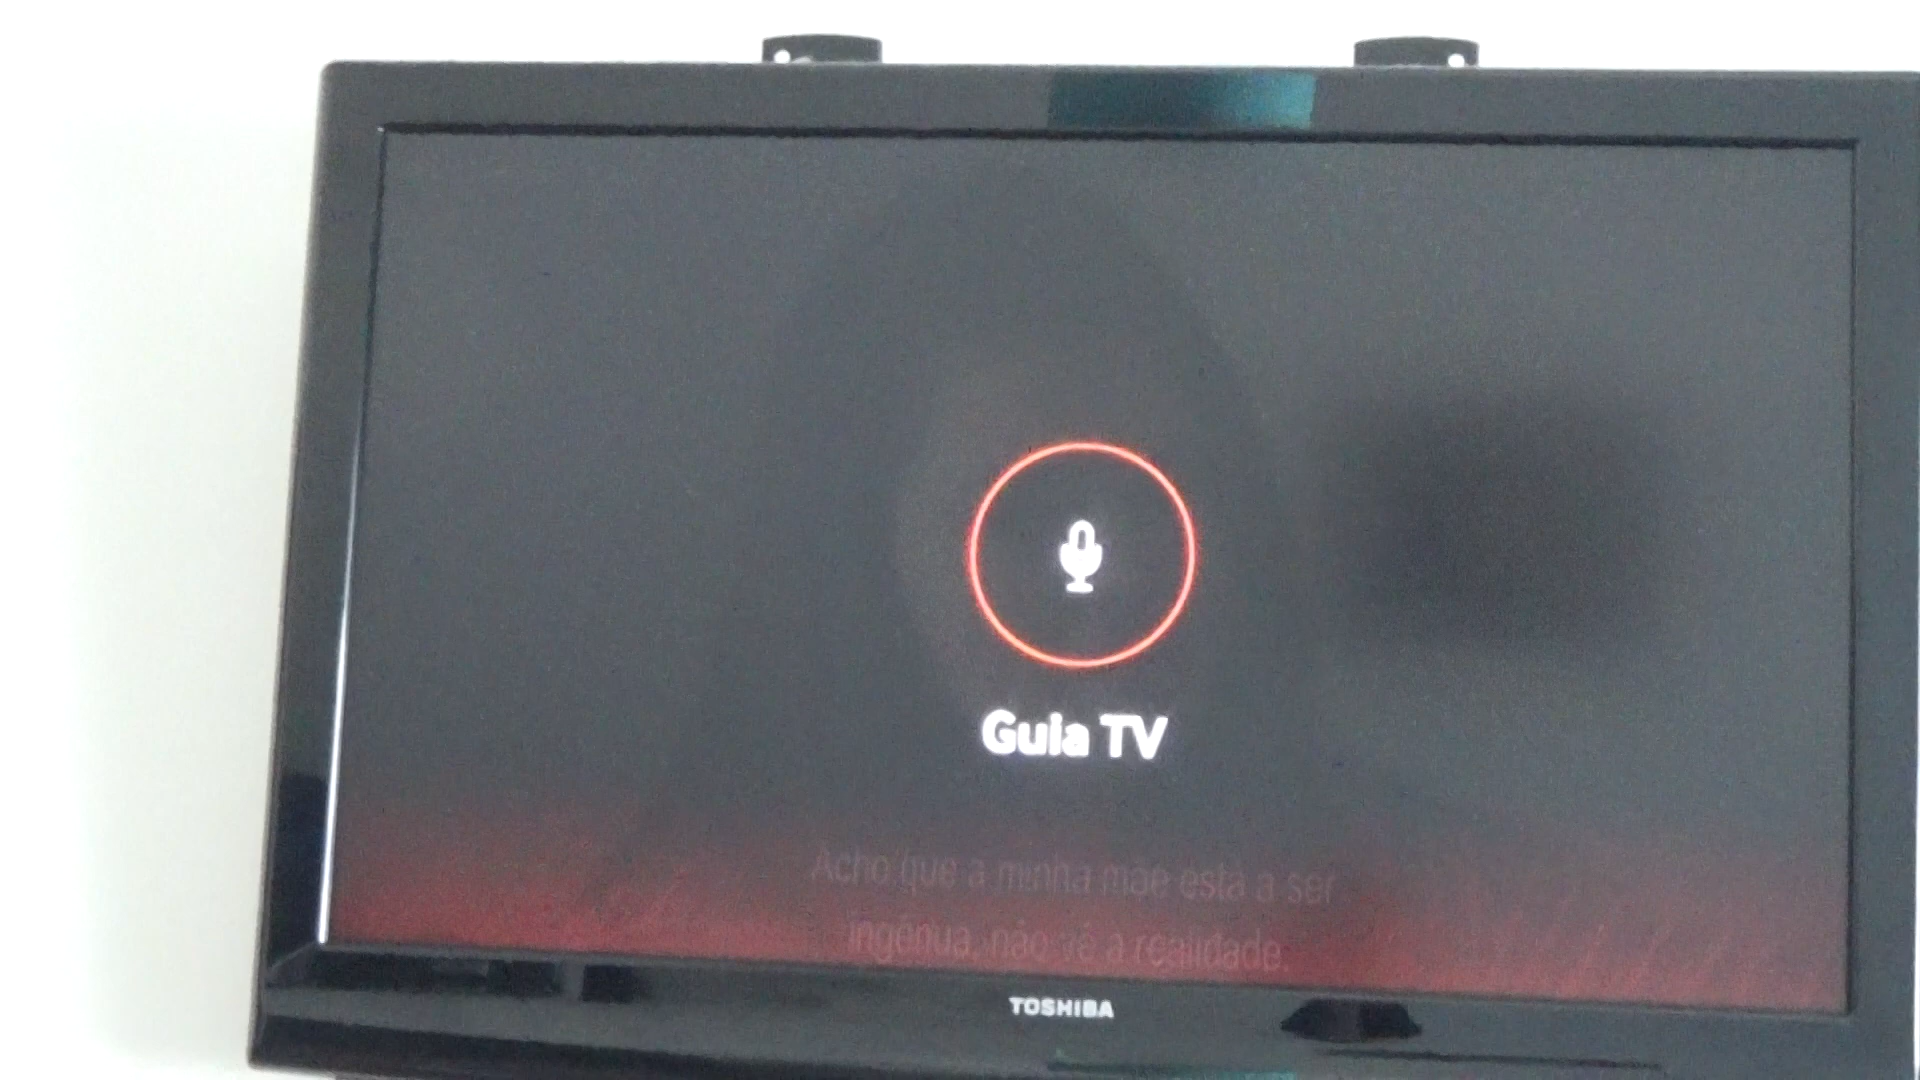 Guia TV
Acho que a minha mãe está a ser
ingénua, não vê a realidade.
TOSHIBA